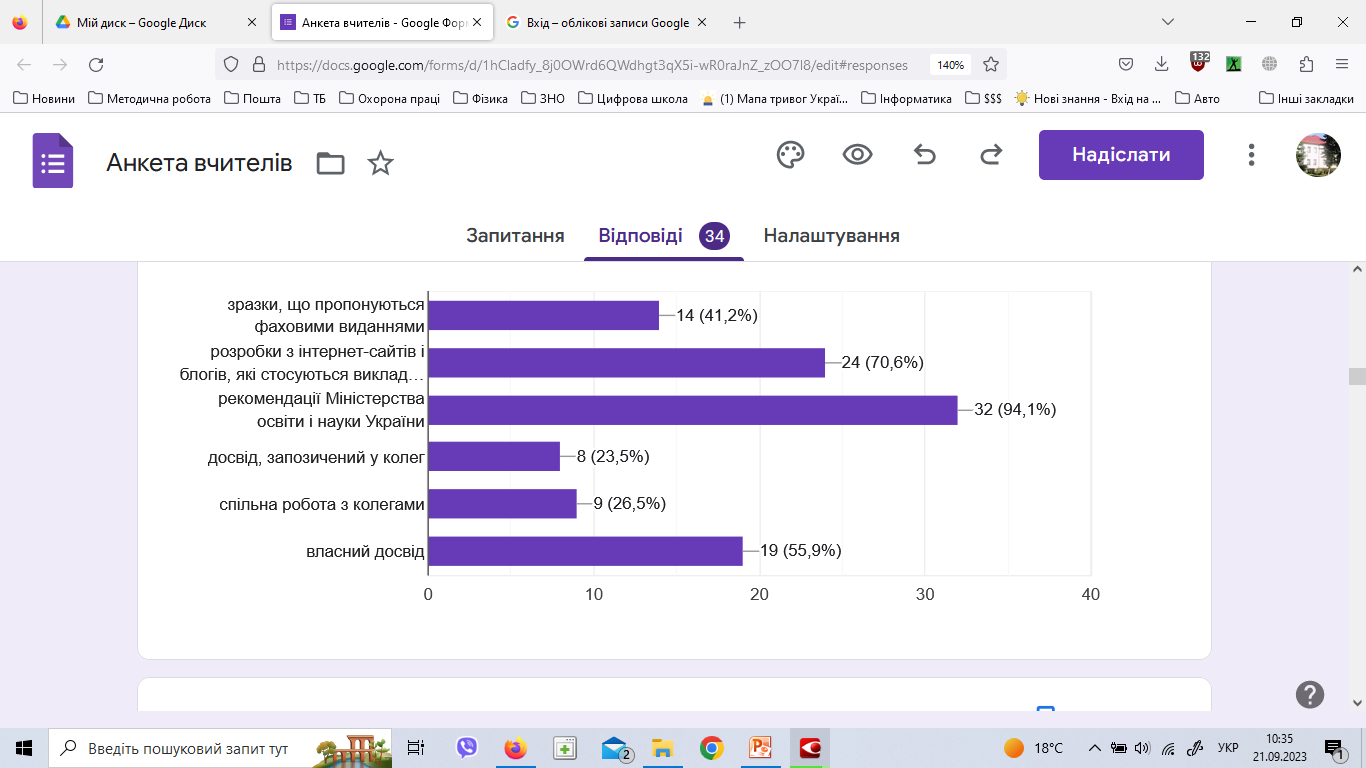 Мій диск – Google Диск
Анкета вчителів - Google Фор
Вхід – облікові записи Google
https://docs.google.com/forms/d/1hCladfy_8j0OWrd6QWdhgt3qX5i-wR0raJnZ_zOO7I8/edit#responses
140%
132
Новини
Методична робота
Пошта
ТБ
Охорона праці
Фізика
ЗНО
Цифрова школа
(1) Мапа тривог Украї...
Інформатика
$$$
Нові знання - Вхід на ...
Авто
Інші закладки
Анкета вчителів
Надіслати
Запитання
Відповіді 34
Налаштування
зразки, що пропонуються
фаховими виданнями
14 (41,2%)
розробки з інтернет-сайтів і
блогів, які стосуються виклад…
24 (70,6%)
рекомендації Міністерства
освіти і науки України
32 (94,1%)
досвід, запозичений у колег
8 (23,5%)
спільна робота з колегами
9 (26,5%)
власний досвід
19 (55,9%)
0 10 20 30 40
Введіть пошуковий запит тут
2
18°C
УКР
10:35
21.09.2023
1